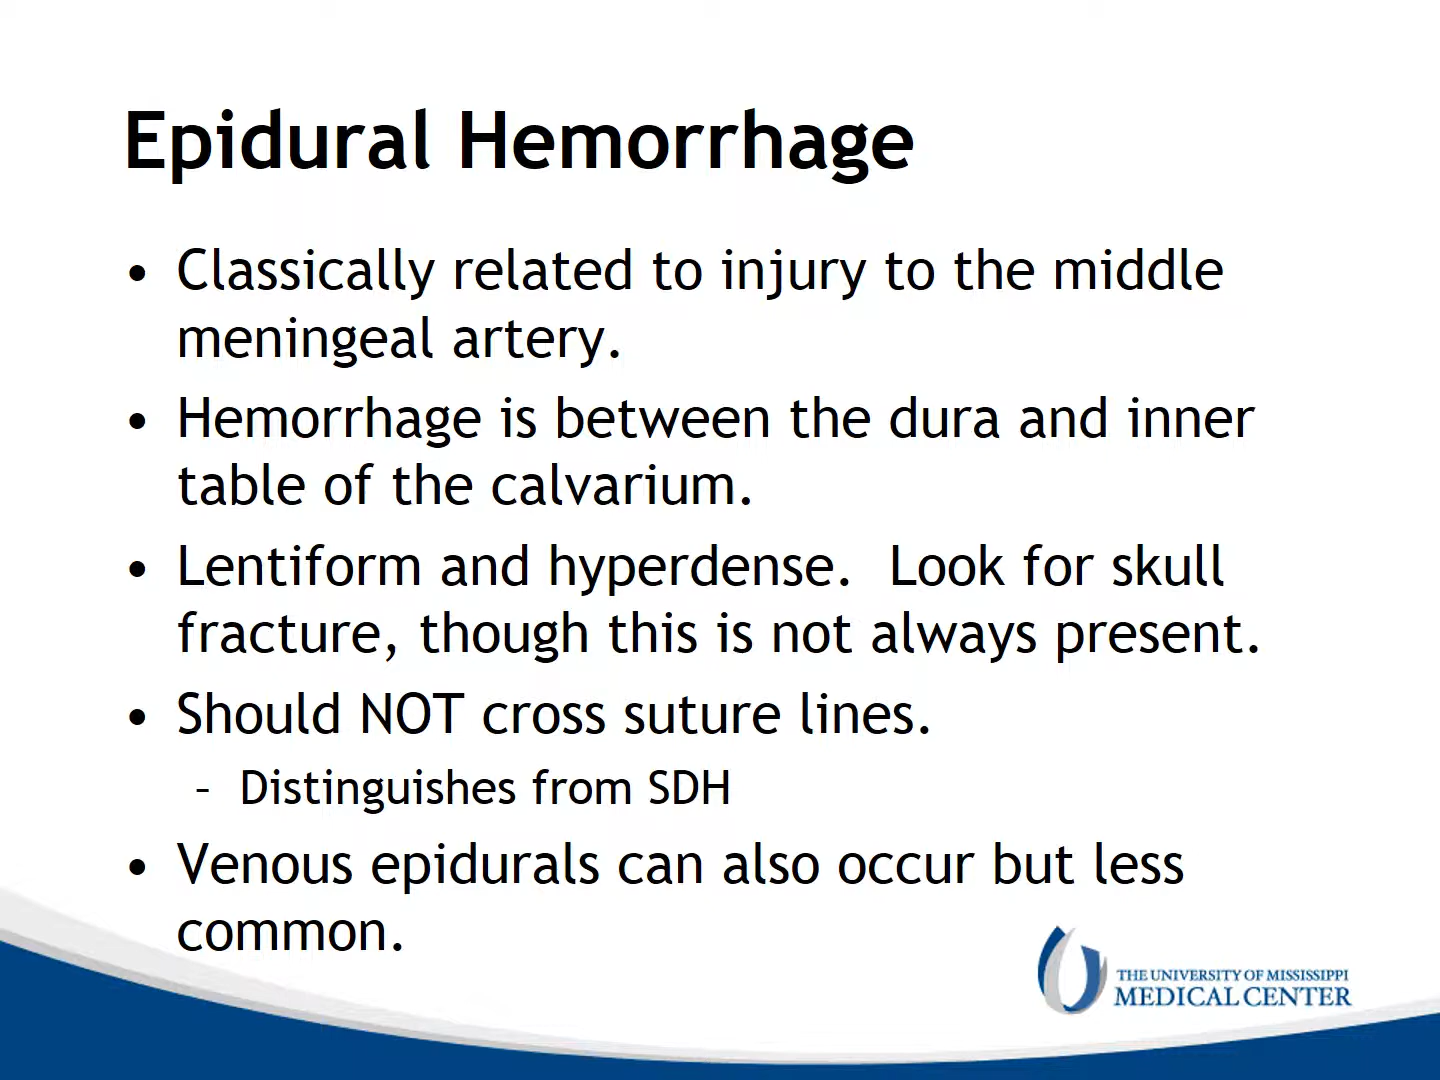 Epidural Hemorrhage
• Classically related to injury to the middle
meningeal artery.
• Hemorrhage is between the dura and inner
table of the calvarium.
• Lentiform and hyperdense.  Look for skull
fracture, though this is not always present.
• Should NOT cross suture lines.
– Distinguishes from SDH
• Venous epidurals can also occur but less
common.
THE UNIVERSITY OF MISSISSIPPI
MEDICAL CENTER